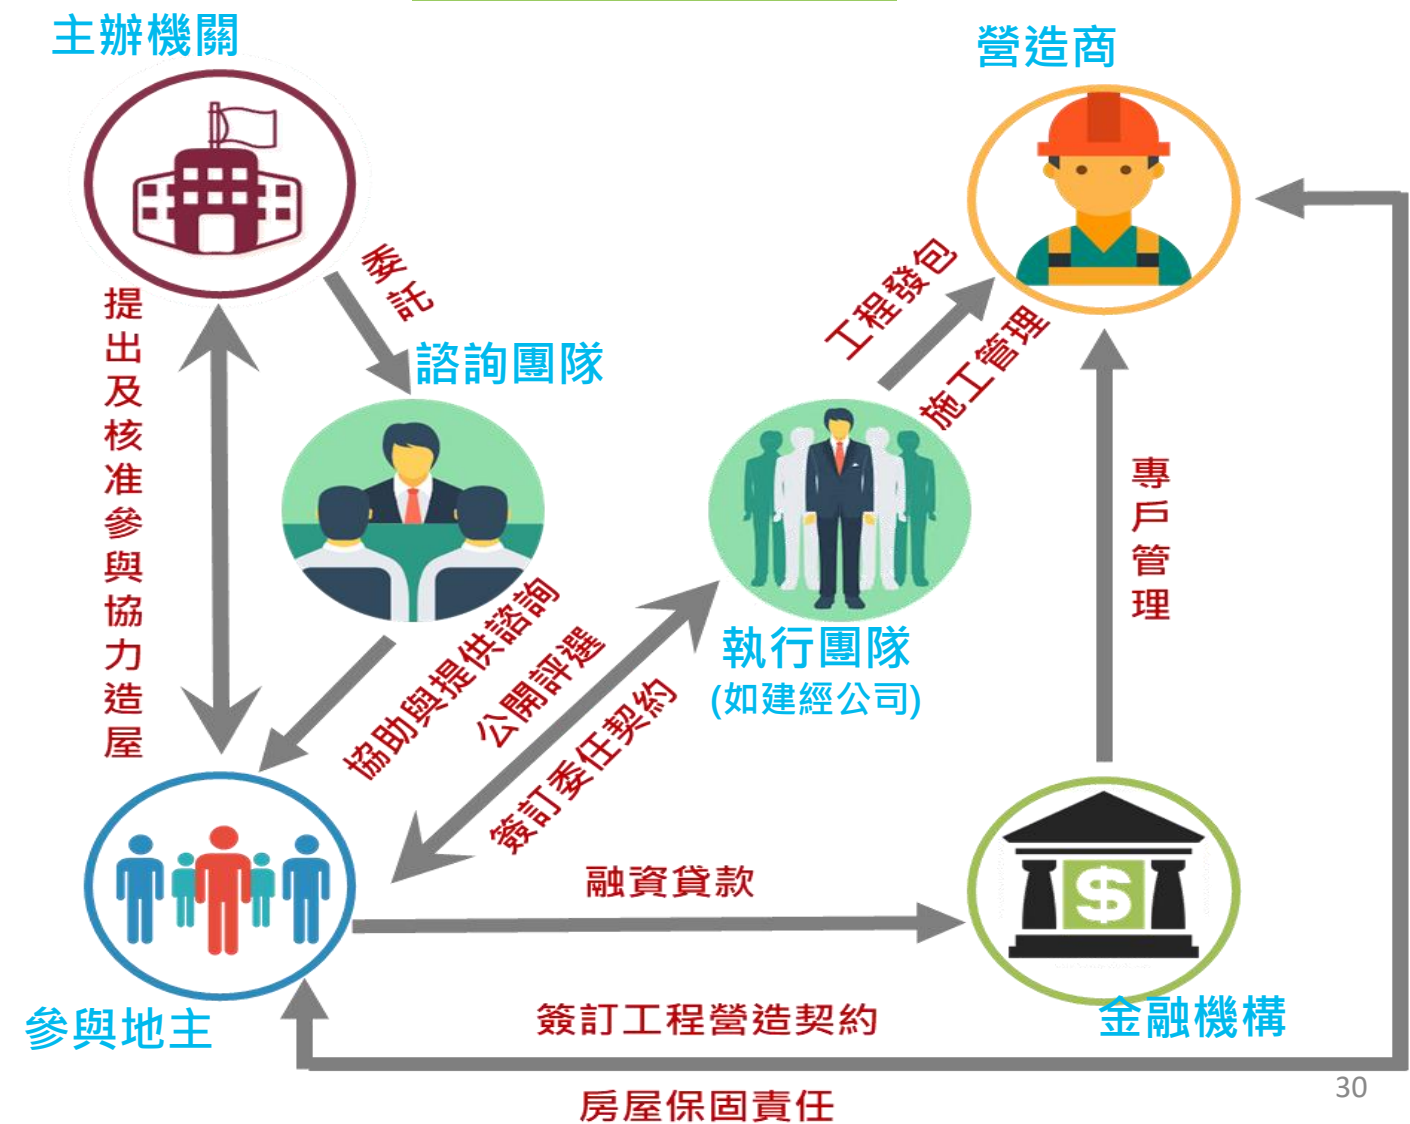 主辦機關
營造商
委託
工程發包
施工管理
提出及核准參與協力造屋
諮詢團隊
專戶管理
協助與提供諮詢
公開評選
簽訂委任契約
執行團隊
(如建經公司)
融資貸款
參與地主
簽訂工程營造契約
金融機構
房屋保固責任
30